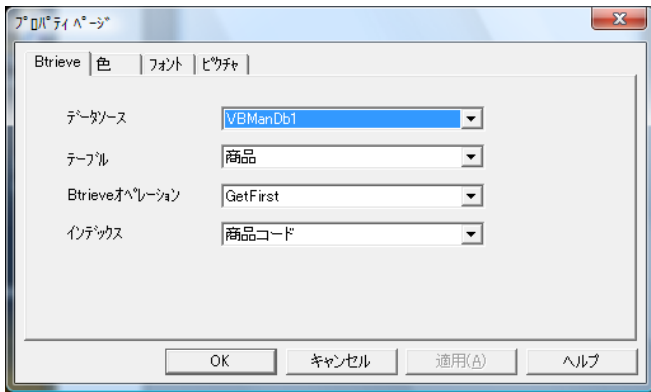 ﾌﾟﾛﾊﾟﾃｨ ﾍﾟｰｼﾞ
Btrieve 色 ﾌｫﾝﾄ ﾋﾟｸﾁｬ
ﾃﾞｰﾀｿｰｽ VBManDb1
ﾃｰﾌﾞﾙ 商品
Btrieveｵﾍﾟﾚｰｼｮﾝ GetFirst
ｲﾝﾃﾞｯｸｽ 商品コード
OK キャンセル 適用(A) ヘルプ